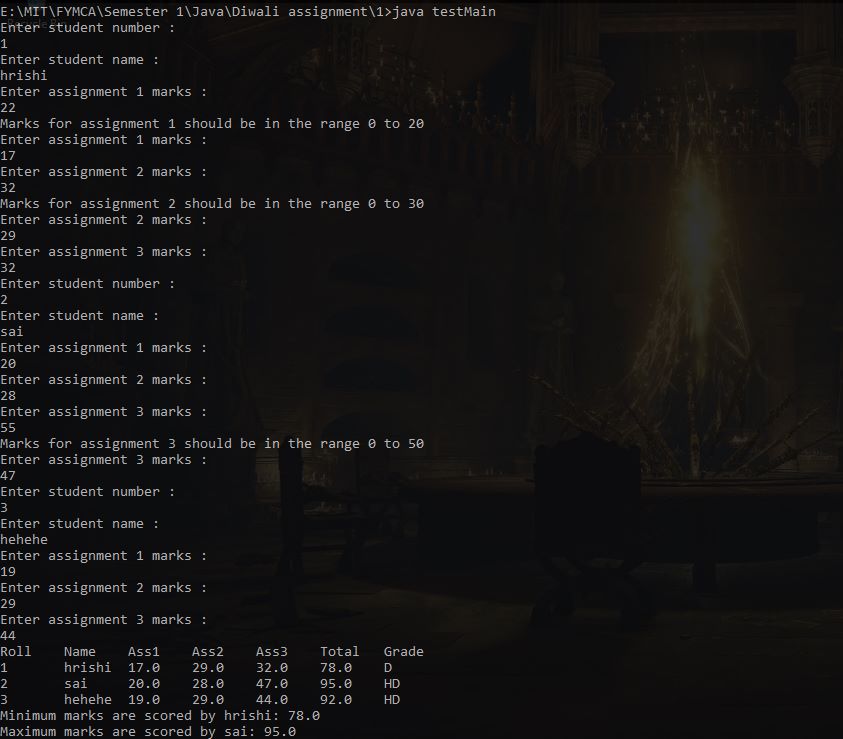 E:\MIT\FYMCA\Semester 1\Java\Diwali assignment\1>java testMain
Enter student number :
1
Enter student name :
hrishi
Enter assignment 1 marks :
22
Marks for assignment 1 should be in the range 0 to 20
Enter assignment 1 marks :
17
Enter assignment 2 marks :
32
Marks for assignment 2 should be in the range 0 to 30
Enter assignment 2 marks :
29
Enter assignment 3 marks :
32
Enter student number :
2
Enter student name :
sai
Enter assignment 1 marks :
20
Enter assignment 2 marks :
28
Enter assignment 3 marks :
55
Marks for assignment 3 should be in the range 0 to 50
Enter assignment 3 marks :
47
Enter student number :
3
Enter student name :
hehehe
Enter assignment 1 marks :
19
Enter assignment 2 marks :
29
Enter assignment 3 marks :
44
Roll Name Ass1 Ass2 Ass3 Total Grade
1 hrishi 17.0 29.0 32.0 78.0 D
2 sai 20.0 28.0 47.0 95.0 HD
3 hehehe 19.0 29.0 44.0 92.0 HD
Minimum marks are scored by hrishi: 78.0
Maximum marks are scored by sai: 95.0